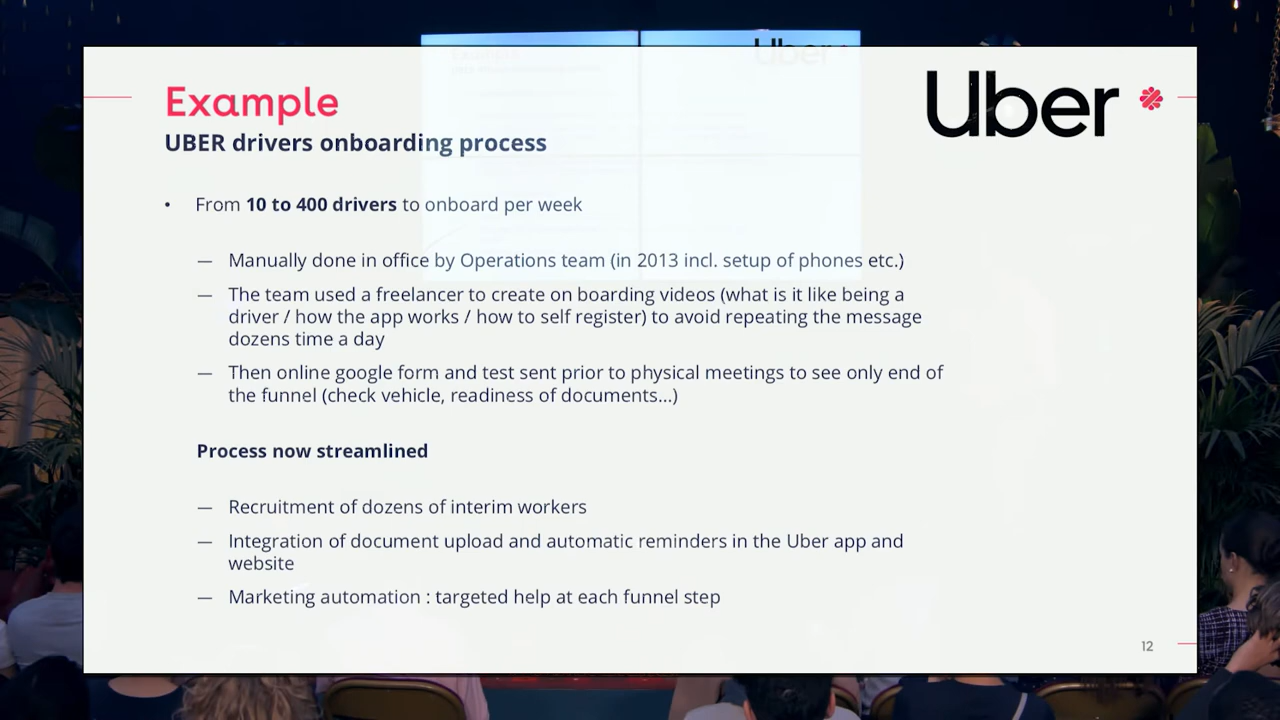 Example
Uber
UBER drivers onboarding process
• From 10 to 400 drivers to onboard per week
— Manually done in office by Operations team (in 2013 incl. setup of phones etc.)
— The team used a freelancer to create on boarding videos (what is it like being a
driver / how the app works / how to self register) to avoid repeating the message
dozens time a day
— Then online google form and test sent prior to physical meetings to see only end of
the funnel (check vehicle, readiness of documents...)
Process now streamlined
— Recruitment of dozens of interim workers
— Integration of document upload and automatic reminders in the Uber app and
website
— Marketing automation : targeted help at each funnel step
12